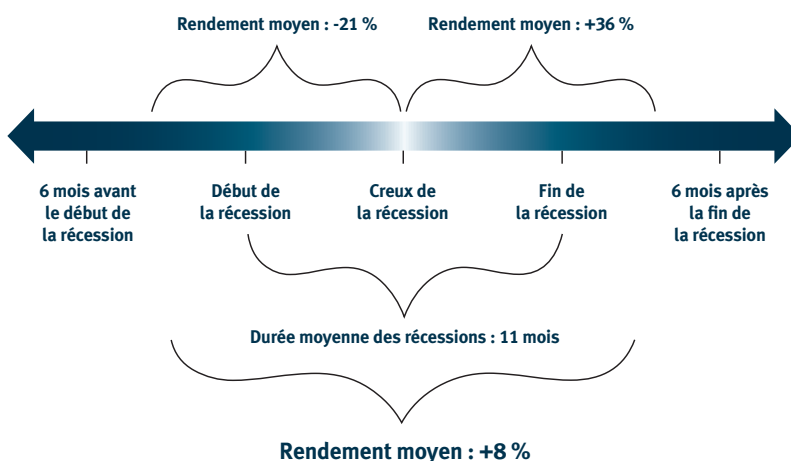 Rendement moyen : -21 %
Rendement moyen : +36 %
6 mois avant
le début de
la récession
Début de
la récession
Creux de
la récession
Fin de
la récession
6 mois après
la fin de
la récession
Durée moyenne des récessions : 11 mois
Rendement moyen : +8 %